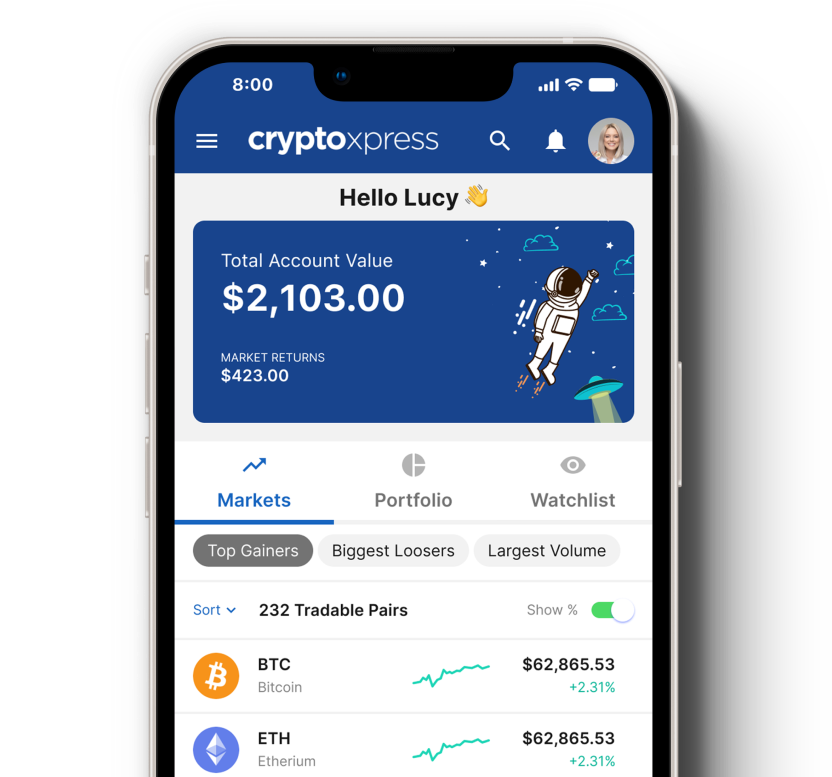 8:00
cryptoxpress
Hello Lucy 👋
Total Account Value
$2,103.00
MARKET RETURNS
$423.00
Markets Portfolio Watchlist
Top Gainers Biggest Loosers Largest Volume
Sort 232 Tradable Pairs Show %
BTC $62,865.53
Bitcoin +2.31%
ETH $62,865.53
Etherium +2.31%